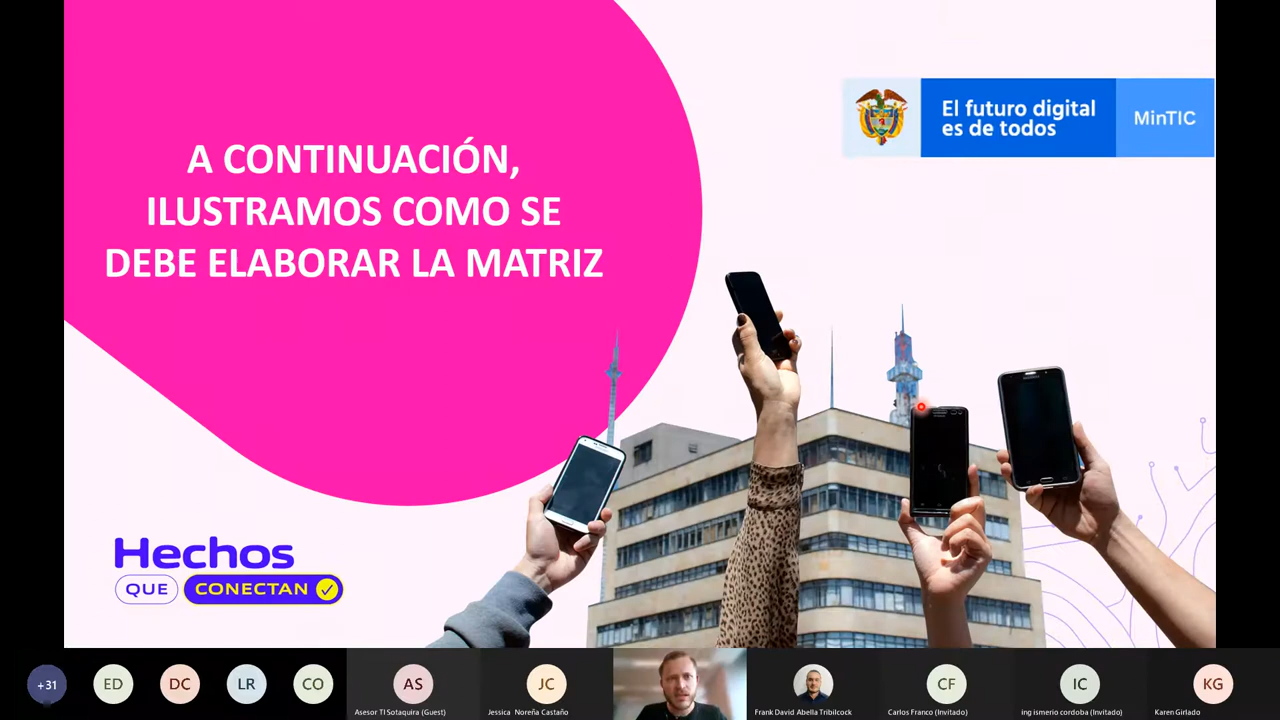 A CONTINUACIÓN,
ILUSTRAMOS COMO SE
DEBE ELABORAR LA MATRIZ
El futuro digital
es de todos
MinTIC
Hechos
QUE CONECTAN
+31
ED
DC
LR
CO
AS
JC
CF
IC
KG
Asesor TI Sotaquira (Guest)
Jessica Noreña Castaño
Frank David Abella Tribilcock
Carlos Franco (Invitado)
ing ismerio cordoba (Invitado)
Karen Girlado